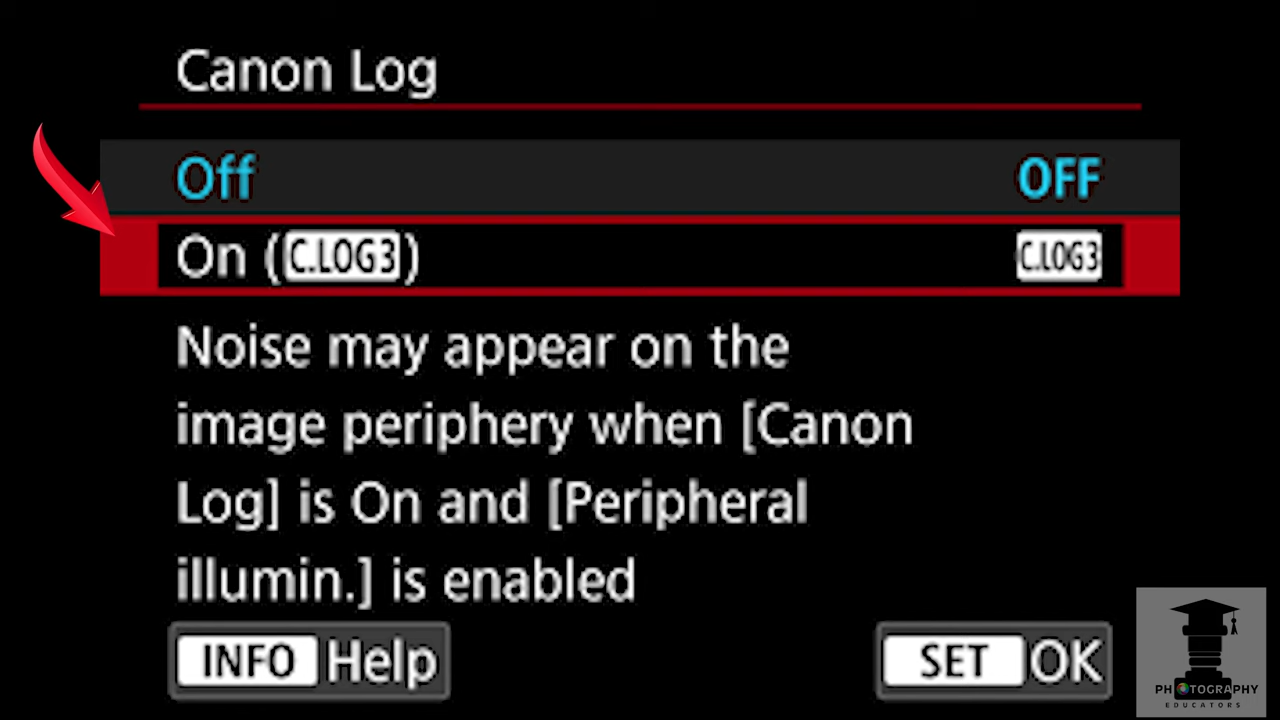 Canon Log
Off OFF
On (C.LOG3) C.LOG3
Noise may appear on the
image periphery when [Canon
Log] is On and [Peripheral
illumin.] is enabled
INFO Help SET OK
PHOTOGRAPHY
EDUCATORS